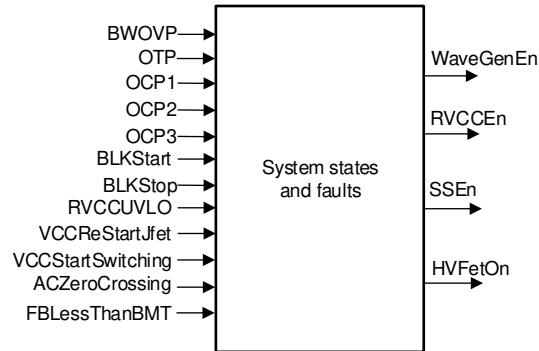 BWOVP
OTP
OCP1
OCP2
OCP3
BLKStart
BLKStop
RVCCUVLO
VCCReStartJfet
VCCStartSwitching
ACZeroCrossing
FBLessThanBMT
System states
and faults
WaveGenEn
RVCCEn
SSEn
HVFetOn